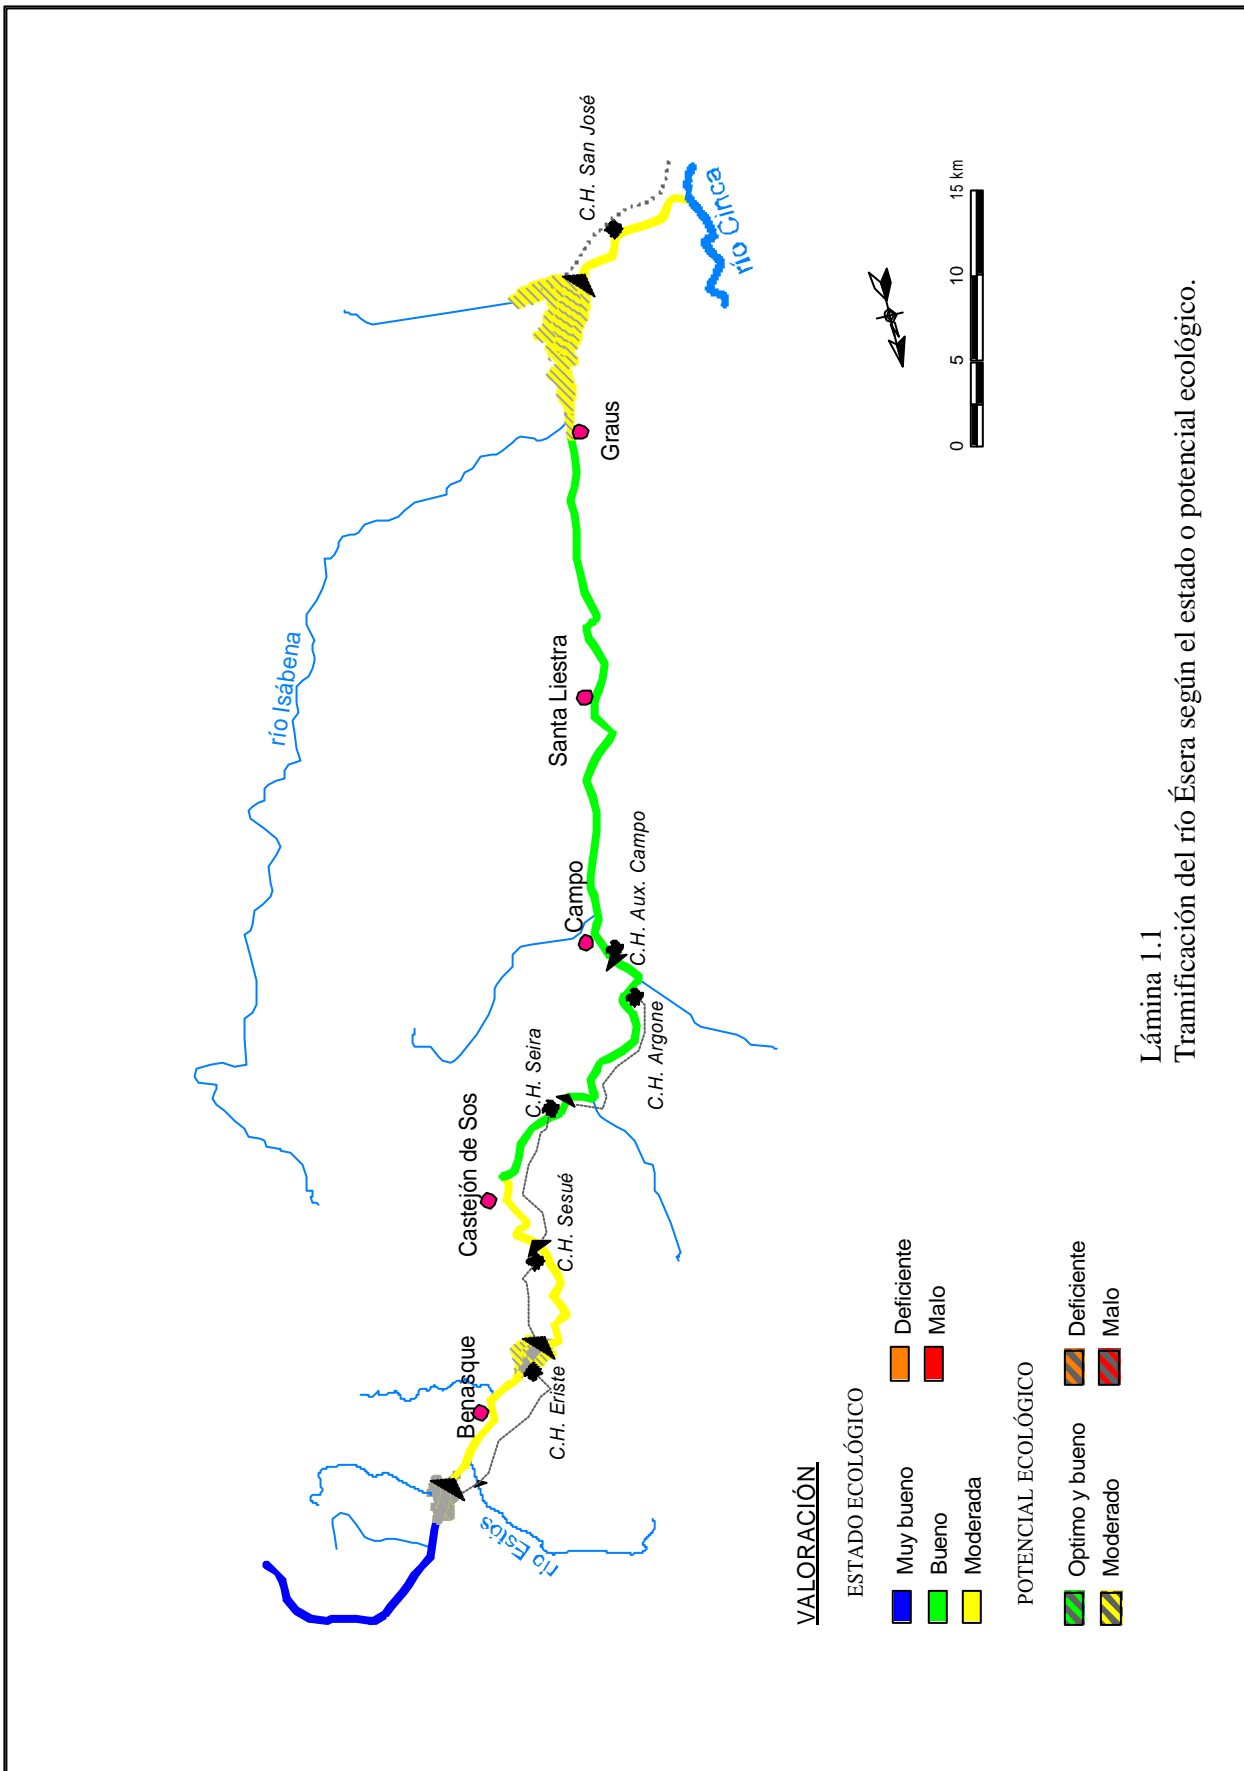 río Isábena
río Estós
río Cinca
Benasque
Castejón de Sos
Campo
Santa Liestra
Graus
C.H. Eriste
C.H. Sesué
C.H. Seira
C.H. Argone
C.H. Aux. Campo
C.H. San José
0 5 10 15 km
VALORACIÓN
ESTADO ECOLÓGICO
Muy bueno
Bueno
Moderada
Deficiente
Malo
POTENCIAL ECOLÓGICO
Optimo y bueno
Moderado
Deficiente
Malo
Lámina 1.1
Tramificación del río Ésera según el estado o potencial ecológico.